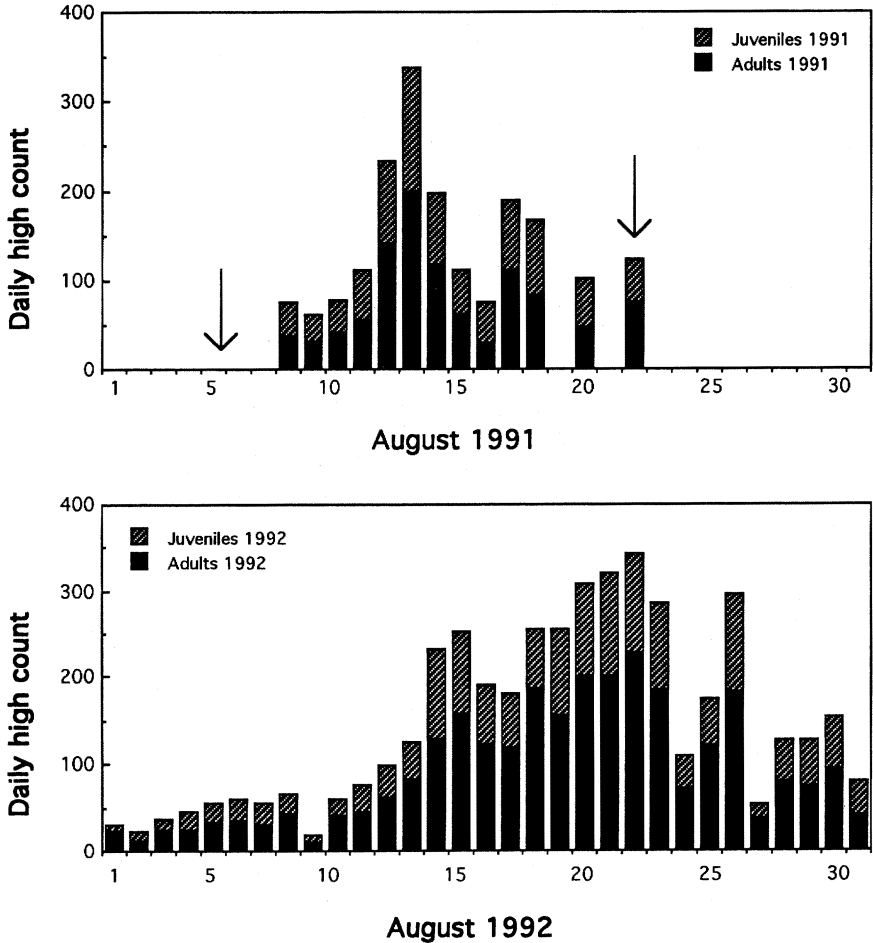 400
300
200
100
0
Daily high count
Juveniles 1991
Adults 1991
1 5 10 15 20 25 30
August 1991
400
300
200
100
0
Daily high count
Juveniles 1992
Adults 1992
1 5 10 15 20 25 30
August 1992